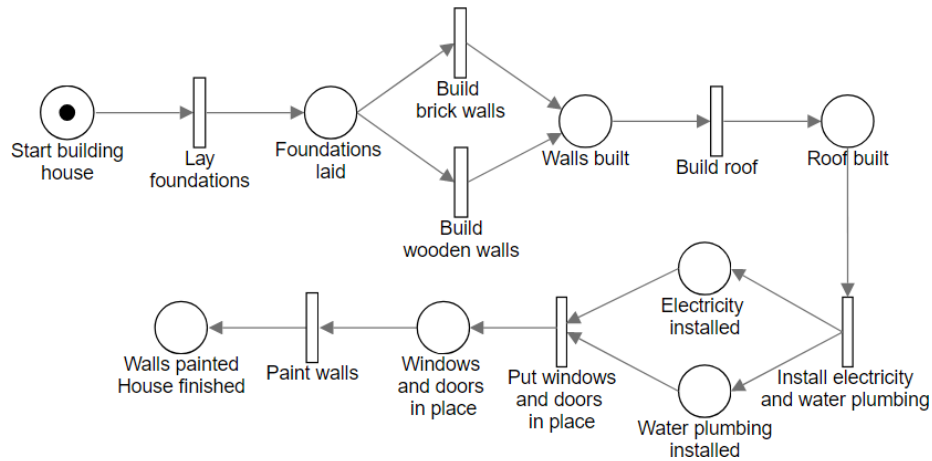 Start building
house
Lay
foundations
Foundations
laid
Build
brick walls
Build
wooden walls
Walls built
Build roof
Roof built
Install electricity
and water plumbing
Electricity
installed
Water plumbing
installed
Put windows
and doors
in place
Windows
and doors
in place
Paint walls
Walls painted
House finished